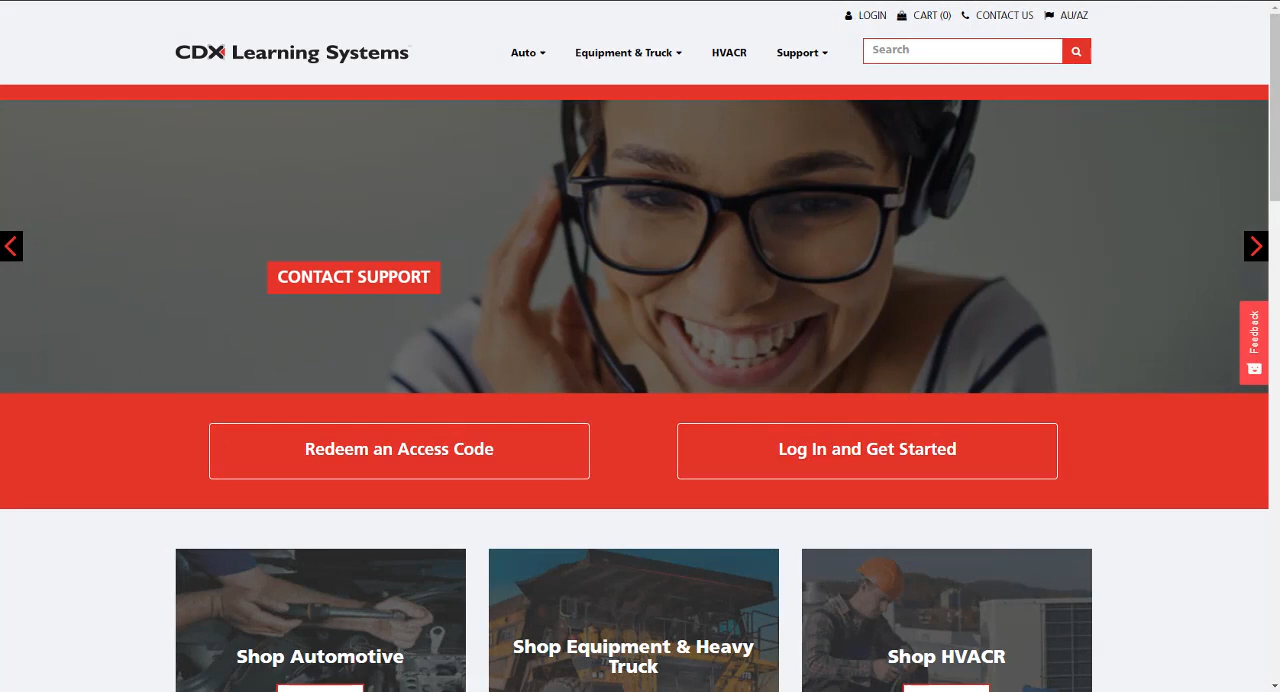 LOGIN CART (0) CONTACT US AU/AZ
CDX Learning Systems
Auto Equipment & Truck HVACR Support Search
CONTACT SUPPORT
Feedback
Redeem an Access Code Log In and Get Started
Shop Automotive
Shop Equipment & Heavy
Truck
Shop HVACR